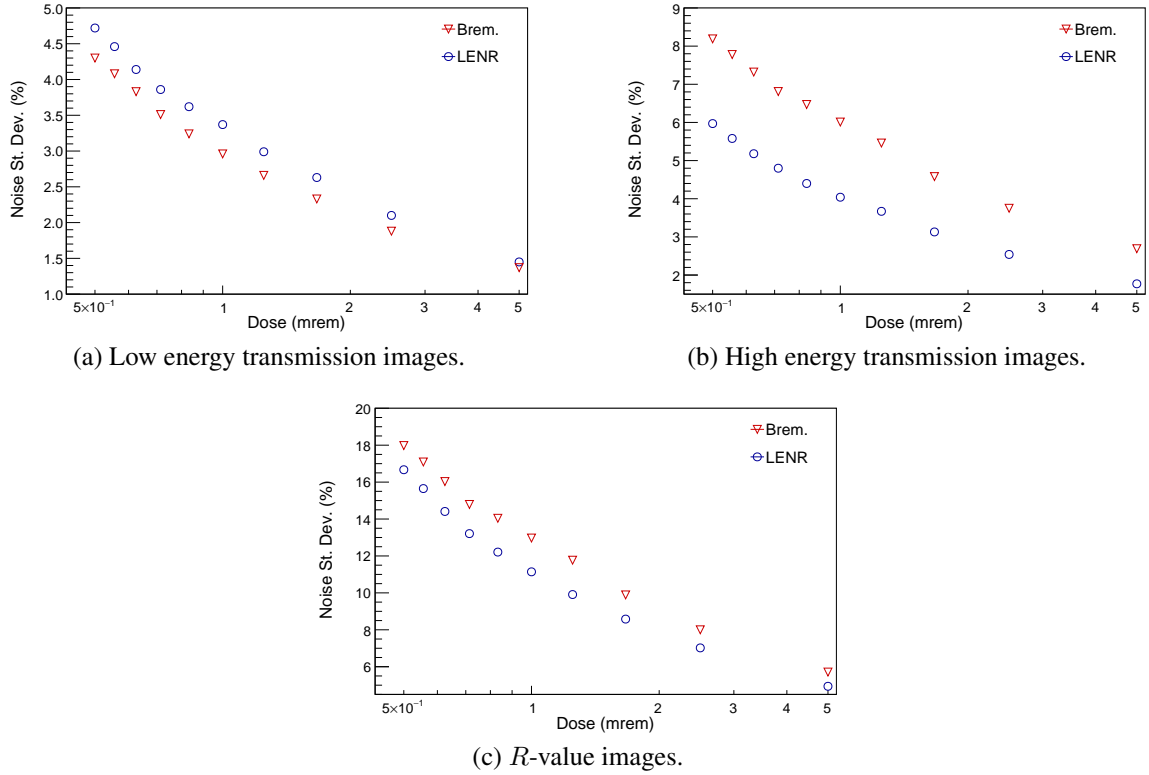 5.0
4.5
4.0
3.5
3.0
2.5
2.0
1.5
1.0
Noise St. Dev. (%)
Brem.
LENR
5×10⁻¹ 1 2 3 4 5
Dose (mrem)
(a) Low energy transmission images.
9
8
7
6
5
4
3
2
Noise St. Dev. (%)
Brem.
LENR
5×10⁻¹ 1 2 3 4 5
Dose (mrem)
(b) High energy transmission images.
20
18
16
14
12
10
8
6
Noise St. Dev. (%)
Brem.
LENR
5×10⁻¹ 1 2 3 4 5
Dose (mrem)
(c) R-value images.